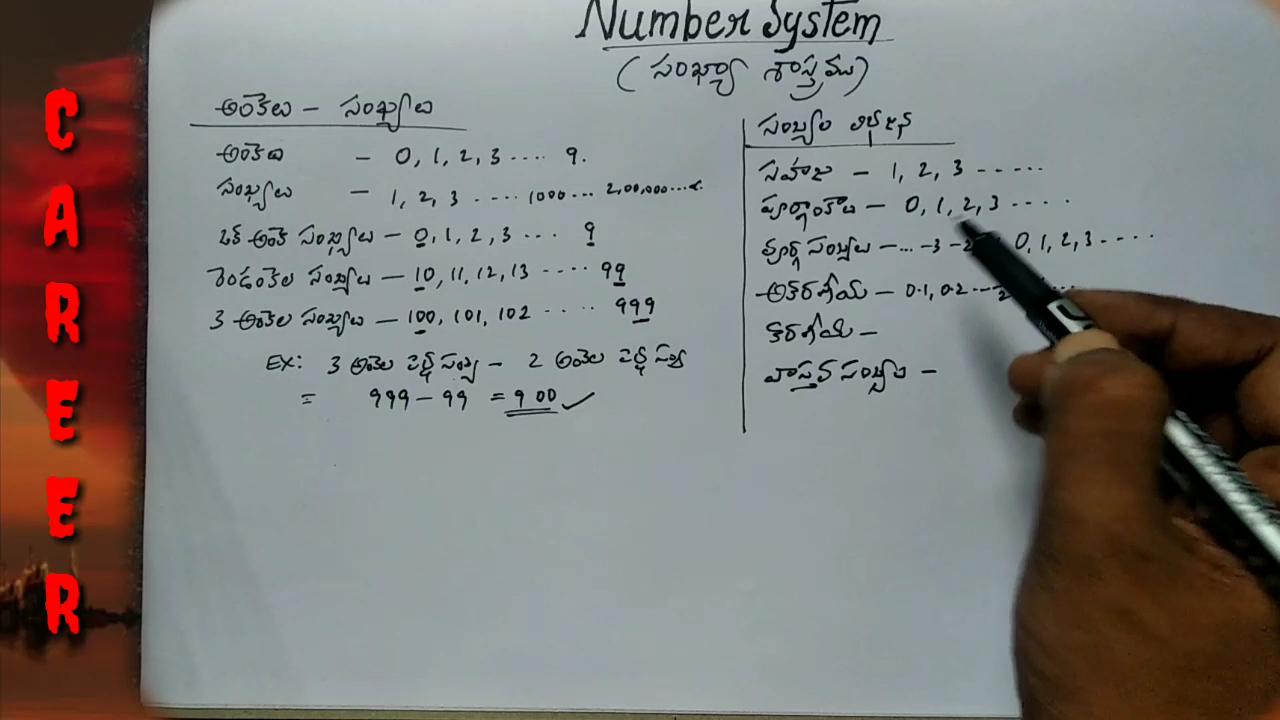 CAREER
Number System
(సంఖ్యా శాస్త్రము)
అంకెలు - సంఖ్యలు
అంకెలు - 0, 1, 2, 3 .... 9.
సంఖ్యలు - 1, 2, 3 ..... 1000 ... 2,00,000 ....
ఒక అంకె సంఖ్యలు - 0, 1, 2, 3 ... 9
రెండంకెల సంఖ్యలు - 10, 11, 12, 13 ..... 99
3 అంకెల సంఖ్యలు - 100, 101, 102 ..... 999
EX: 3 అంకెల పెద్ద సంఖ్య - 2 అంకెల పెద్ద
= 999 - 99 = 900 ✓
సంఖ్యల విభజన
సహజ - 1, 2, 3 ......
పూర్ణాంకాలు - 0, 1, 2, 3 ....
పూర్ణ సంఖ్యలు - ... -3 -2 0, 1, 2, 3 ....
అకరణీయ - 0.1, 0.2 ... 2
కరణీయ -
వాస్తవ సంఖ్యలు -